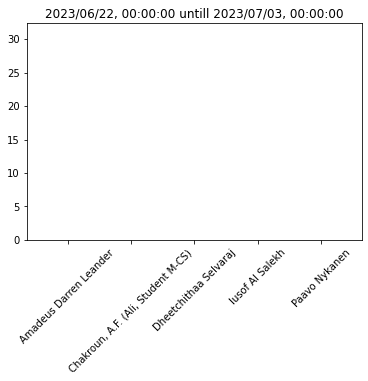 2023/06/22, 00:00:00 untill 2023/07/03, 00:00:00
30
25
20
15
10
5
0
Amadeus Darren Leander
Chakroun, A.F. (Ali, Student M-CS)
Dheetchithaa Selvaraj
Iusof Al Salekh
Paavo Nykanen